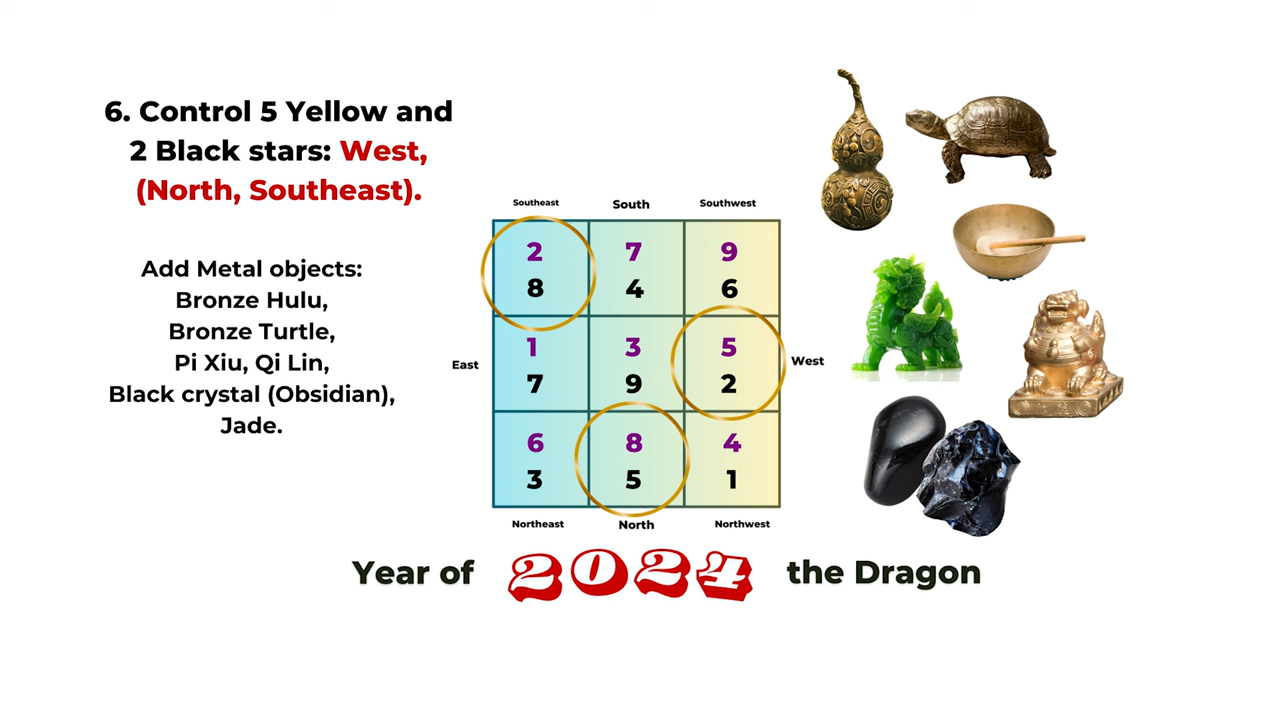 6. Control 5 Yellow and
2 Black stars: West,
(North, Southeast).
Add Metal objects:
Bronze Hulu,
Bronze Turtle,
Pi Xiu, Qi Lin,
Black crystal (Obsidian),
Jade.
Southeast South Southwest
2 7 9
8 4 6
East 1 3 5 West
7 9 2
6 8 4
3 5 1
Northeast North Northwest
Year of 2024 the Dragon